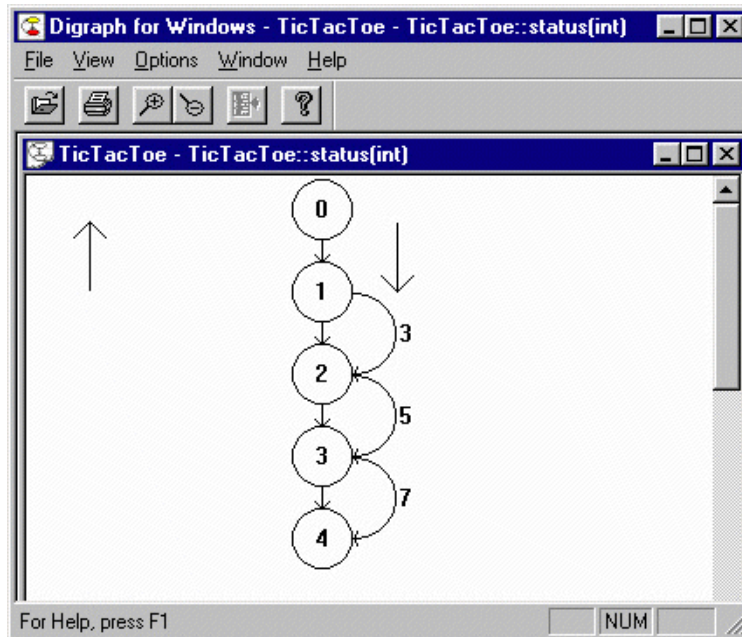 Digraph for Windows - TicTacToe - TicTacToe::status(int)
File View Options Window Help
TicTacToe - TicTacToe::status(int)
0
1
3
2
5
3
7
4
For Help, press F1
NUM